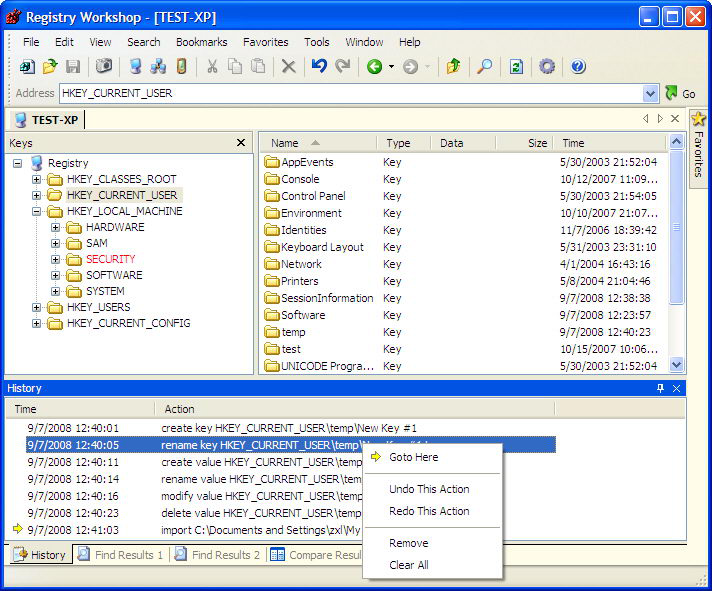 Registry Workshop - [TEST-XP]
File Edit View Search Bookmarks Favorites Tools Window Help
Address HKEY_CURRENT_USER Go
TEST-XP
Favorites
Keys
Registry
HKEY_CLASSES_ROOT
HKEY_CURRENT_USER
HKEY_LOCAL_MACHINE
HARDWARE
SAM
SECURITY
SOFTWARE
SYSTEM
HKEY_USERS
HKEY_CURRENT_CONFIG
Name Type Data Size Time
AppEvents Key 5/30/2003 21:52:04
Console Key 10/12/2007 11:09...
Control Panel Key 5/30/2003 21:54:05
Environment Key 10/10/2007 21:07...
Identities Key 11/7/2006 18:39:42
Keyboard Layout Key 5/31/2003 23:31:10
Network Key 4/1/2004 16:43:16
Printers Key 5/8/2004 21:04:46
SessionInformation Key 9/7/2008 12:38:38
Software Key 9/7/2008 12:23:57
temp Key 9/7/2008 12:40:23
test Key 10/15/2007 10:06...
UNICODE Progra... Key 5/30/2003 21:52:04
History
Time Action
9/7/2008 12:40:01 create key HKEY_CURRENT_USER\temp\New Key #1
9/7/2008 12:40:05 rename key HKEY_CURRENT_USER\temp\New Key #1
9/7/2008 12:40:11 create value HKEY_CURRENT_USER\temp
9/7/2008 12:40:14 rename value HKEY_CURRENT_USER\temp
9/7/2008 12:40:16 modify value HKEY_CURRENT_USER\temp
9/7/2008 12:40:23 delete value HKEY_CURRENT_USER\temp
9/7/2008 12:41:03 import C:\Documents and Settings\zxl\My
Goto Here
Undo This Action
Redo This Action
Remove
Clear All
History Find Results 1 Find Results 2 Compare Resul